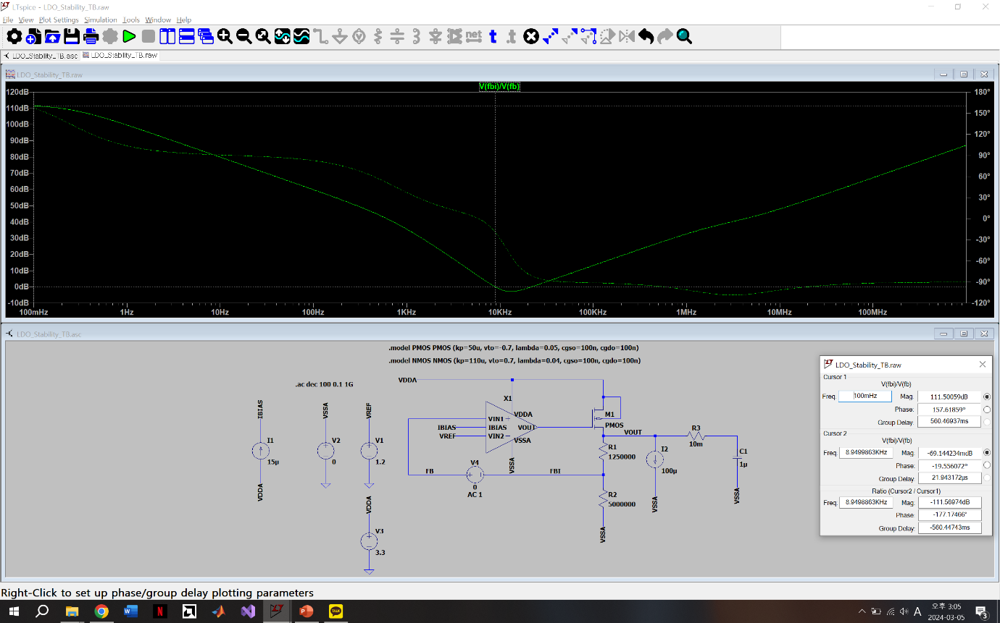 LTspice - LDO_Stability_TB.raw
File View Plot Settings Simulation Tools Window Help
net t .t
LDO_Stability_TB.asc LDO_Stability_TB.raw
LDO_Stability_TB.raw
V(fbi)/V(fb)
120dB 180°
110dB 150°
100dB 120°
90dB 90°
80dB 60°
70dB 30°
60dB 0°
50dB -30°
40dB -60°
30dB -90°
20dB -120°
10dB
0dB
-10dB
100mHz 1Hz 10Hz 100Hz 1KHz 10KHz 100KHz 1MHz 10MHz 100MHz
LDO_Stability_TB.asc
.model PMOS PMOS (kp=50u, vto=-0.7, lambda=0.05, cgso=100n, cgdo=100n)
.model NMOS NMOS (kp=110u, vto=0.7, lambda=0.04, cgso=100n, cgdo=100n)
.ac dec 100 0.1 1G
VDDA
IBIAS
I1
15µ
VDDA
VSSA
V2
0
VREF
V1
1.2
VDDA
V3
3.3
X1
VDDA
VIN1
IBIAS IBIAS VOUT
VREF VIN2
VSSA
VSSA
M1
PMOS
VOUT
R1
1250000
R2
5000000
VSSA
FB V4 FBI
0
AC 1
I2
100µ
VSSA
R3
10m
C1
1µ
VSSA
LDO_Stability_TB.raw
Cursor 1
V(fbi)/V(fb)
Freq: 100mHz Mag: 111.50059dB
Phase: 157.61859°
Group Delay: 560.46937ms
Cursor 2
V(fbi)/V(fb)
Freq: 8.9499863KHz Mag: -69.144234mdB
Phase: -19.556072°
Group Delay: 21.943172µs
Ratio (Cursor2 / Cursor1)
Freq: 8.9498863KHz Mag: -111.56974dB
Phase: -177.17466°
Group Delay: -560.44743ms
Right-Click to set up phase/group delay plotting parameters
W N P TALK A 오후 3:05
2024-03-05 3